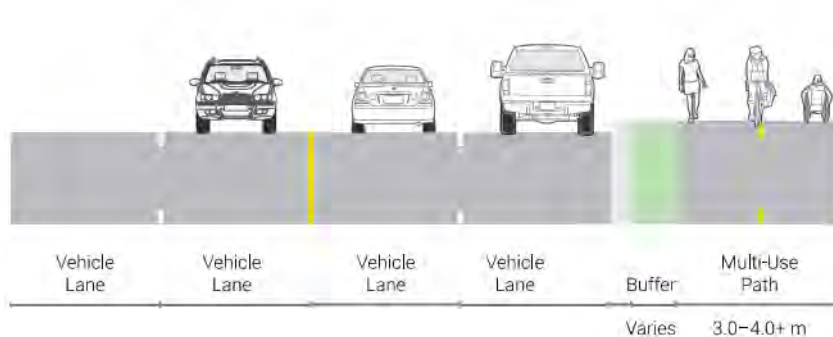 Vehicle Lane
Vehicle Lane
Vehicle Lane
Vehicle Lane
Buffer
Multi-Use Path
Varies
3.0–4.0+ m